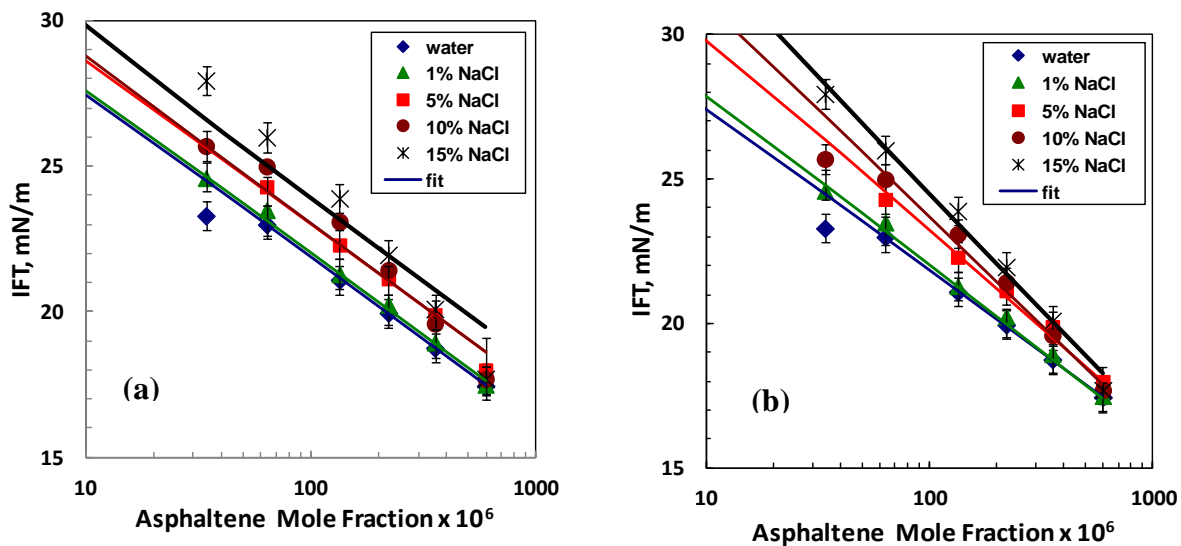 30
25
20
15
IFT, mN/m
10
100
1000
Asphaltene Mole Fraction x 10⁶
water
1% NaCl
5% NaCl
10% NaCl
15% NaCl
fit
(a)
30
25
20
15
IFT, mN/m
10
100
1000
Asphaltene Mole Fraction x 10⁶
water
1% NaCl
5% NaCl
10% NaCl
15% NaCl
fit
(b)